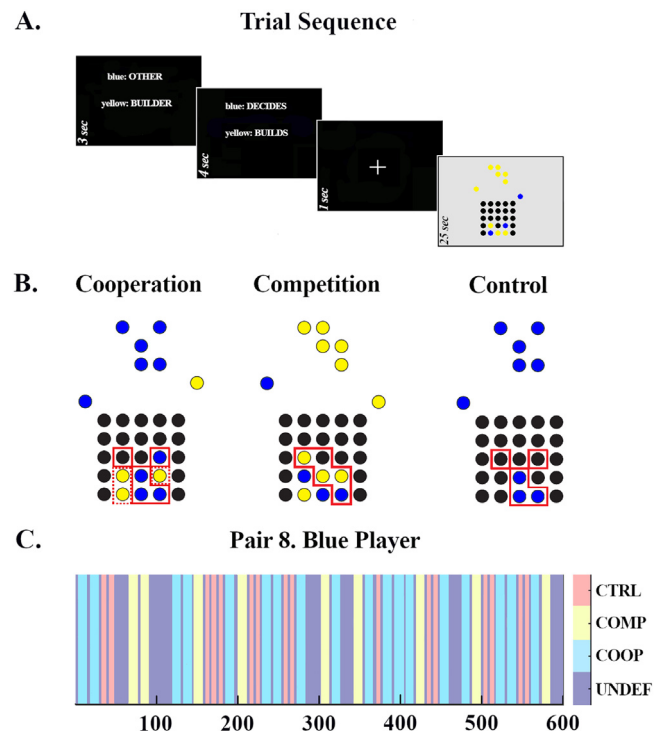 A.
Trial Sequence
blue: OTHER
yellow: BUILDER
3 sec
blue: DECIDES
yellow: BUILDS
4 sec
1 sec
25 sec
B.
Cooperation
Competition
Control
C.
Pair 8. Blue Player
CTRL
COMP
COOP
UNDEF
100
200
300
400
500
600